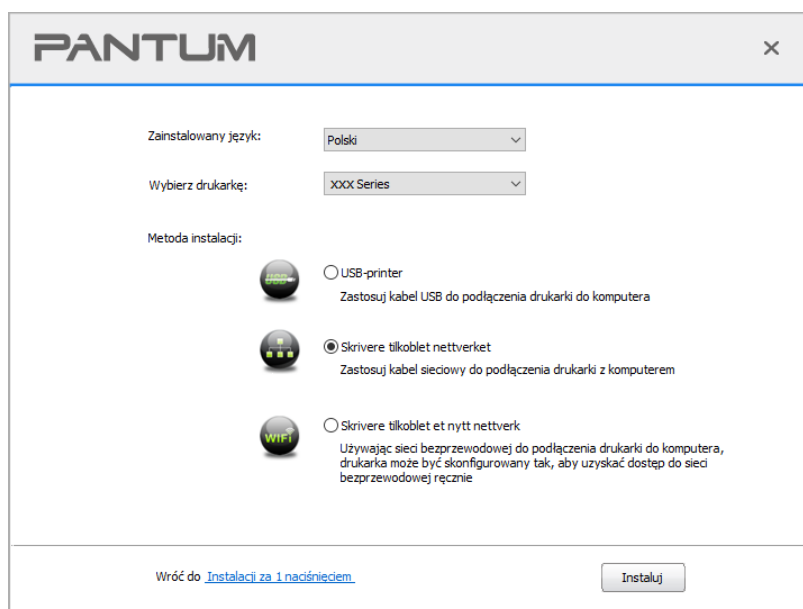 PANTUM
Zainstalowany język:
Polski
Wybierz drukarkę:
XXX Series
Metoda instalacji:
USB
USB-printer
Zastosuj kabel USB do podłączenia drukarki do komputera
Skrivere tilkoblet nettverket
Zastosuj kabel sieciowy do podłączenia drukarki z komputerem
WiFi
Skrivere tilkoblet et nytt nettverk
Używając sieci bezprzewodowej do podłączenia drukarki do komputera,
drukarka może być skonfigurowany tak, aby uzyskać dostęp do sieci
bezprzewodowej ręcznie
Wróć do Instalacji za 1 naciśnięciem
Instaluj